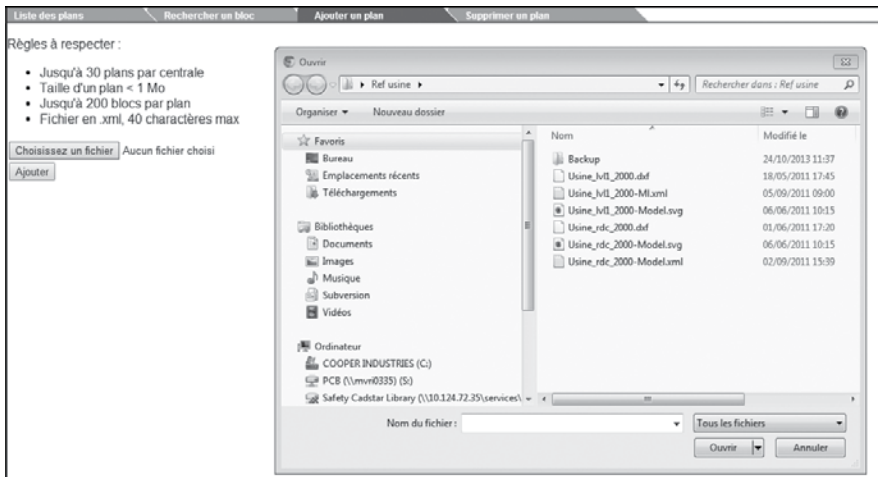 Liste des plans Rechercher un bloc Ajouter un plan Supprimer un plan
Règles à respecter :
• Jusqu'à 30 plans par centrale
• Taille d'un plan < 1 Mo
• Jusqu'à 200 blocs par plan
• Fichier en .xml, 40 charactères max
Choisissez un fichier Aucun fichier choisi
Ajouter
Ouvrir
Ref usine
Rechercher dans : Ref usine
Organiser Nouveau dossier
Favoris
Bureau
Emplacements récents
Téléchargements
Bibliothèques
Documents
Images
Musique
Subversion
Vidéos
Ordinateur
COOPER INDUSTRIES (C:)
PCB (\\mvri0335) (S:)
Safety Cadstar Library (\\10.124.72.35\services\
Nom Modifié le
Backup 24/10/2013 11:37
Usine_lvl1_2000.dxf 18/05/2011 17:45
Usine_lvl1_2000-Ml.xml 05/09/2011 09:00
Usine_lvl1_2000-Model.svg 06/06/2011 10:15
Usine_rdc_2000.dxf 01/06/2011 17:20
Usine_rdc_2000-Model.svg 06/06/2011 10:15
Usine_rdc_2000-Model.xml 02/09/2011 15:39
Nom du fichier : Tous les fichiers
Ouvrir Annuler